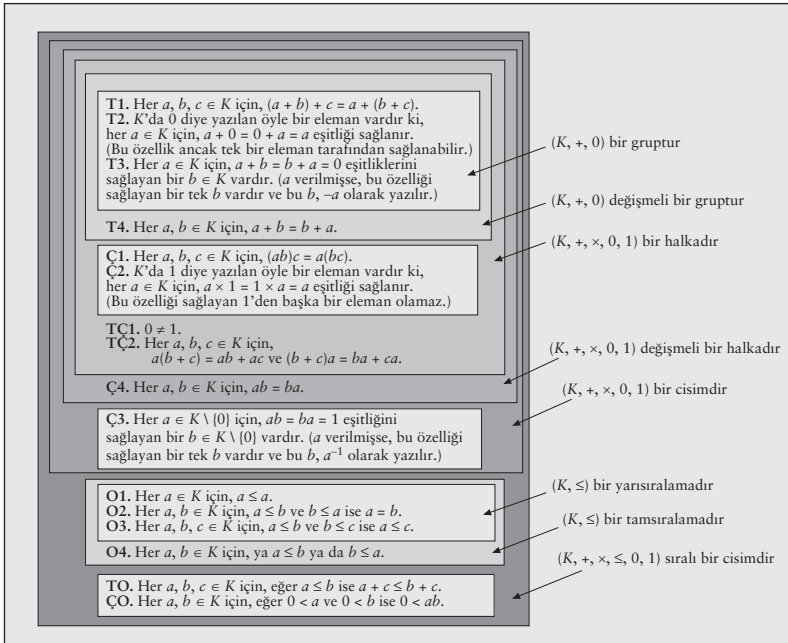 T1. Her a, b, c ∈ K için, (a + b) + c = a + (b + c).
T2. K'da 0 diye yazılan öyle bir eleman vardır ki,
her a ∈ K için, a + 0 = 0 + a = a eşitliği sağlanır.
(Bu özellik ancak tek bir eleman tarafından sağlanabilir.)
T3. Her a ∈ K için, a + b = b + a = 0 eşitliklerini
sağlayan bir b ∈ K vardır. (a verilmişse, bu özelliği
sağlayan bir tek b vardır ve bu b, –a olarak yazılır.)
(K, +, 0) bir gruptur
T4. Her a, b ∈ K için, a + b = b + a.
(K, +, 0) değişmeli bir gruptur
Ç1. Her a, b, c ∈ K için, (ab)c = a(bc).
Ç2. K'da 1 diye yazılan öyle bir eleman vardır ki,
her a ∈ K için, a × 1 = 1 × a = a eşitliği sağlanır.
(Bu özelliği sağlayan 1'den başka bir eleman olamaz.)
(K, +, ×, 0, 1) bir halkadır
TÇ1. 0 ≠ 1.
TÇ2. Her a, b, c ∈ K için,
a(b + c) = ab + ac ve (b + c)a = ba + ca.
(K, +, ×, 0, 1) değişmeli bir halkadır
Ç4. Her a, b ∈ K için, ab = ba.
(K, +, ×, 0, 1) bir cisimdir
Ç3. Her a ∈ K \ {0} için, ab = ba = 1 eşitliğini
sağlayan bir b ∈ K \ {0} vardır. (a verilmişse, bu özelliği
sağlayan bir tek b vardır ve bu b, a⁻¹ olarak yazılır.)
O1. Her a ∈ K için, a ≤ a.
O2. Her a, b ∈ K için, a ≤ b ve b ≤ a ise a = b.
O3. Her a, b, c ∈ K için, a ≤ b ve b ≤ c ise a ≤ c.
(K, ≤) bir yarısıralamadır
O4. Her a, b ∈ K için, ya a ≤ b ya da b ≤ a.
(K, ≤) bir tamsıralamadır
TO. Her a, b, c ∈ K için, eğer a ≤ b ise a + c ≤ b + c.
ÇO. Her a, b ∈ K için, eğer 0 < a ve 0 < b ise 0 < ab.
(K, +, ×, ≤, 0, 1) sıralı bir cisimdir